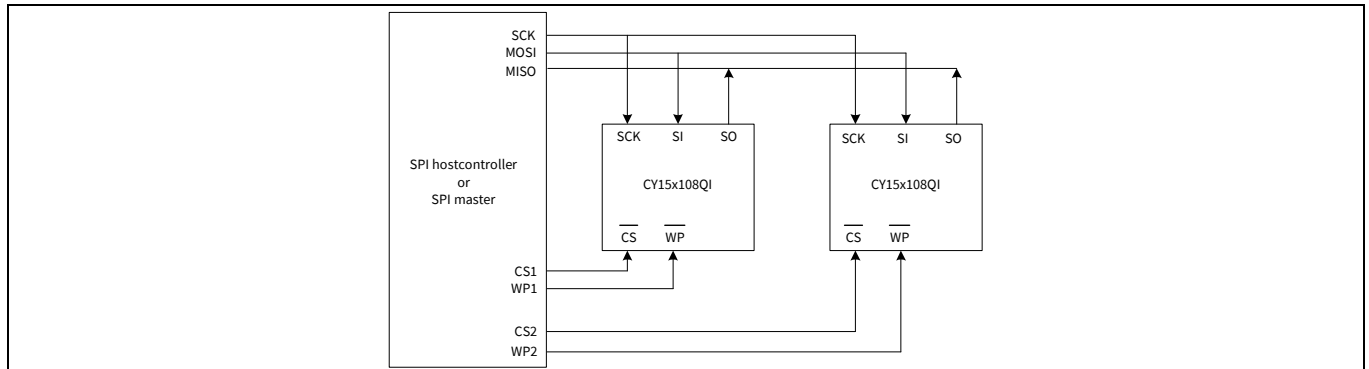 SCK
MOSI
MISO
SCK SI SO
SCK SI SO
SPI hostcontroller
or
SPI master
CY15x108QI
CY15x108QI
CS WP
CS WP
CS1
WP1
CS2
WP2